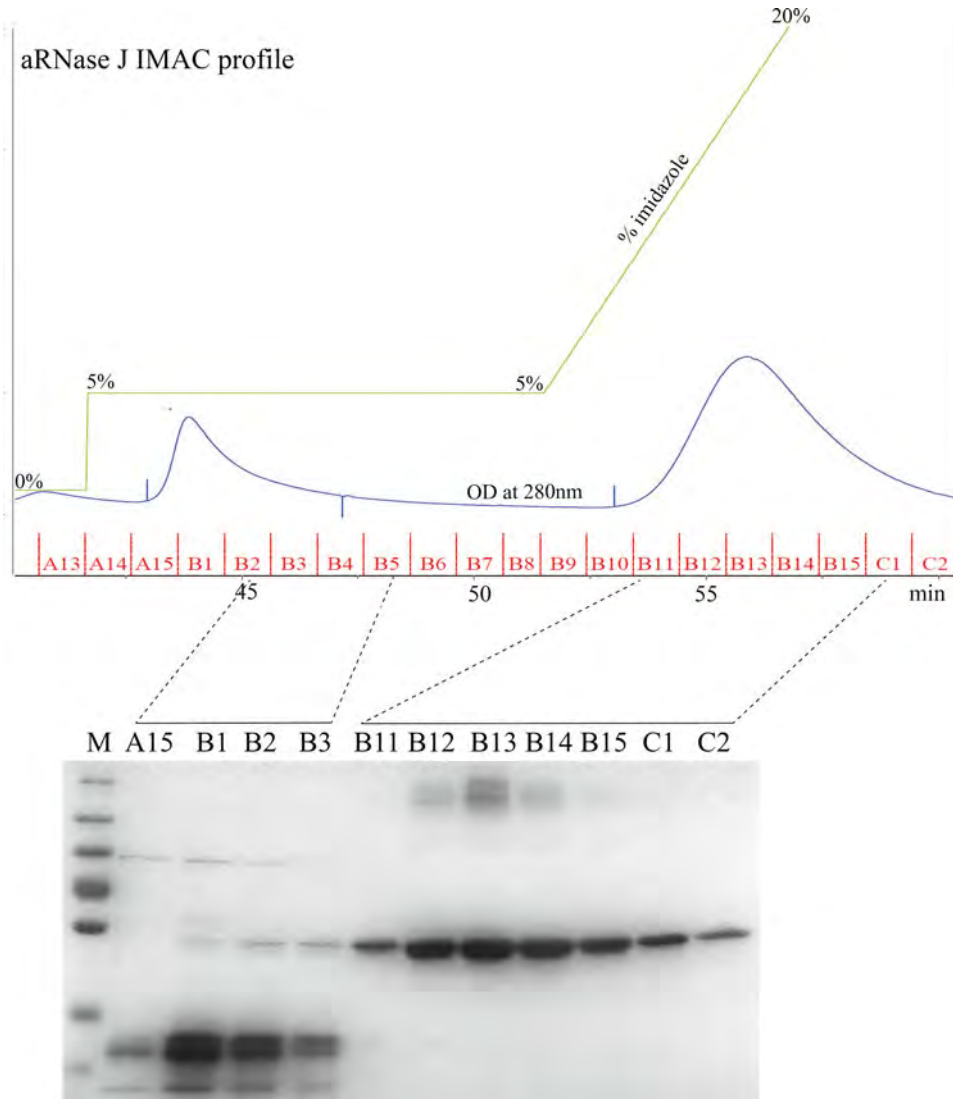 20%
aRNase J IMAC profile
% imidazole
5%
5%
0%
OD at 280nm
A13 A14 A15 B1 B2 B3 B4 B5 B6 B7 B8 B9 B10 B11 B12 B13 B14 B15 C1 C2
45 50 55 min
M A15 B1 B2 B3 B11 B12 B13 B14 B15 C1 C2